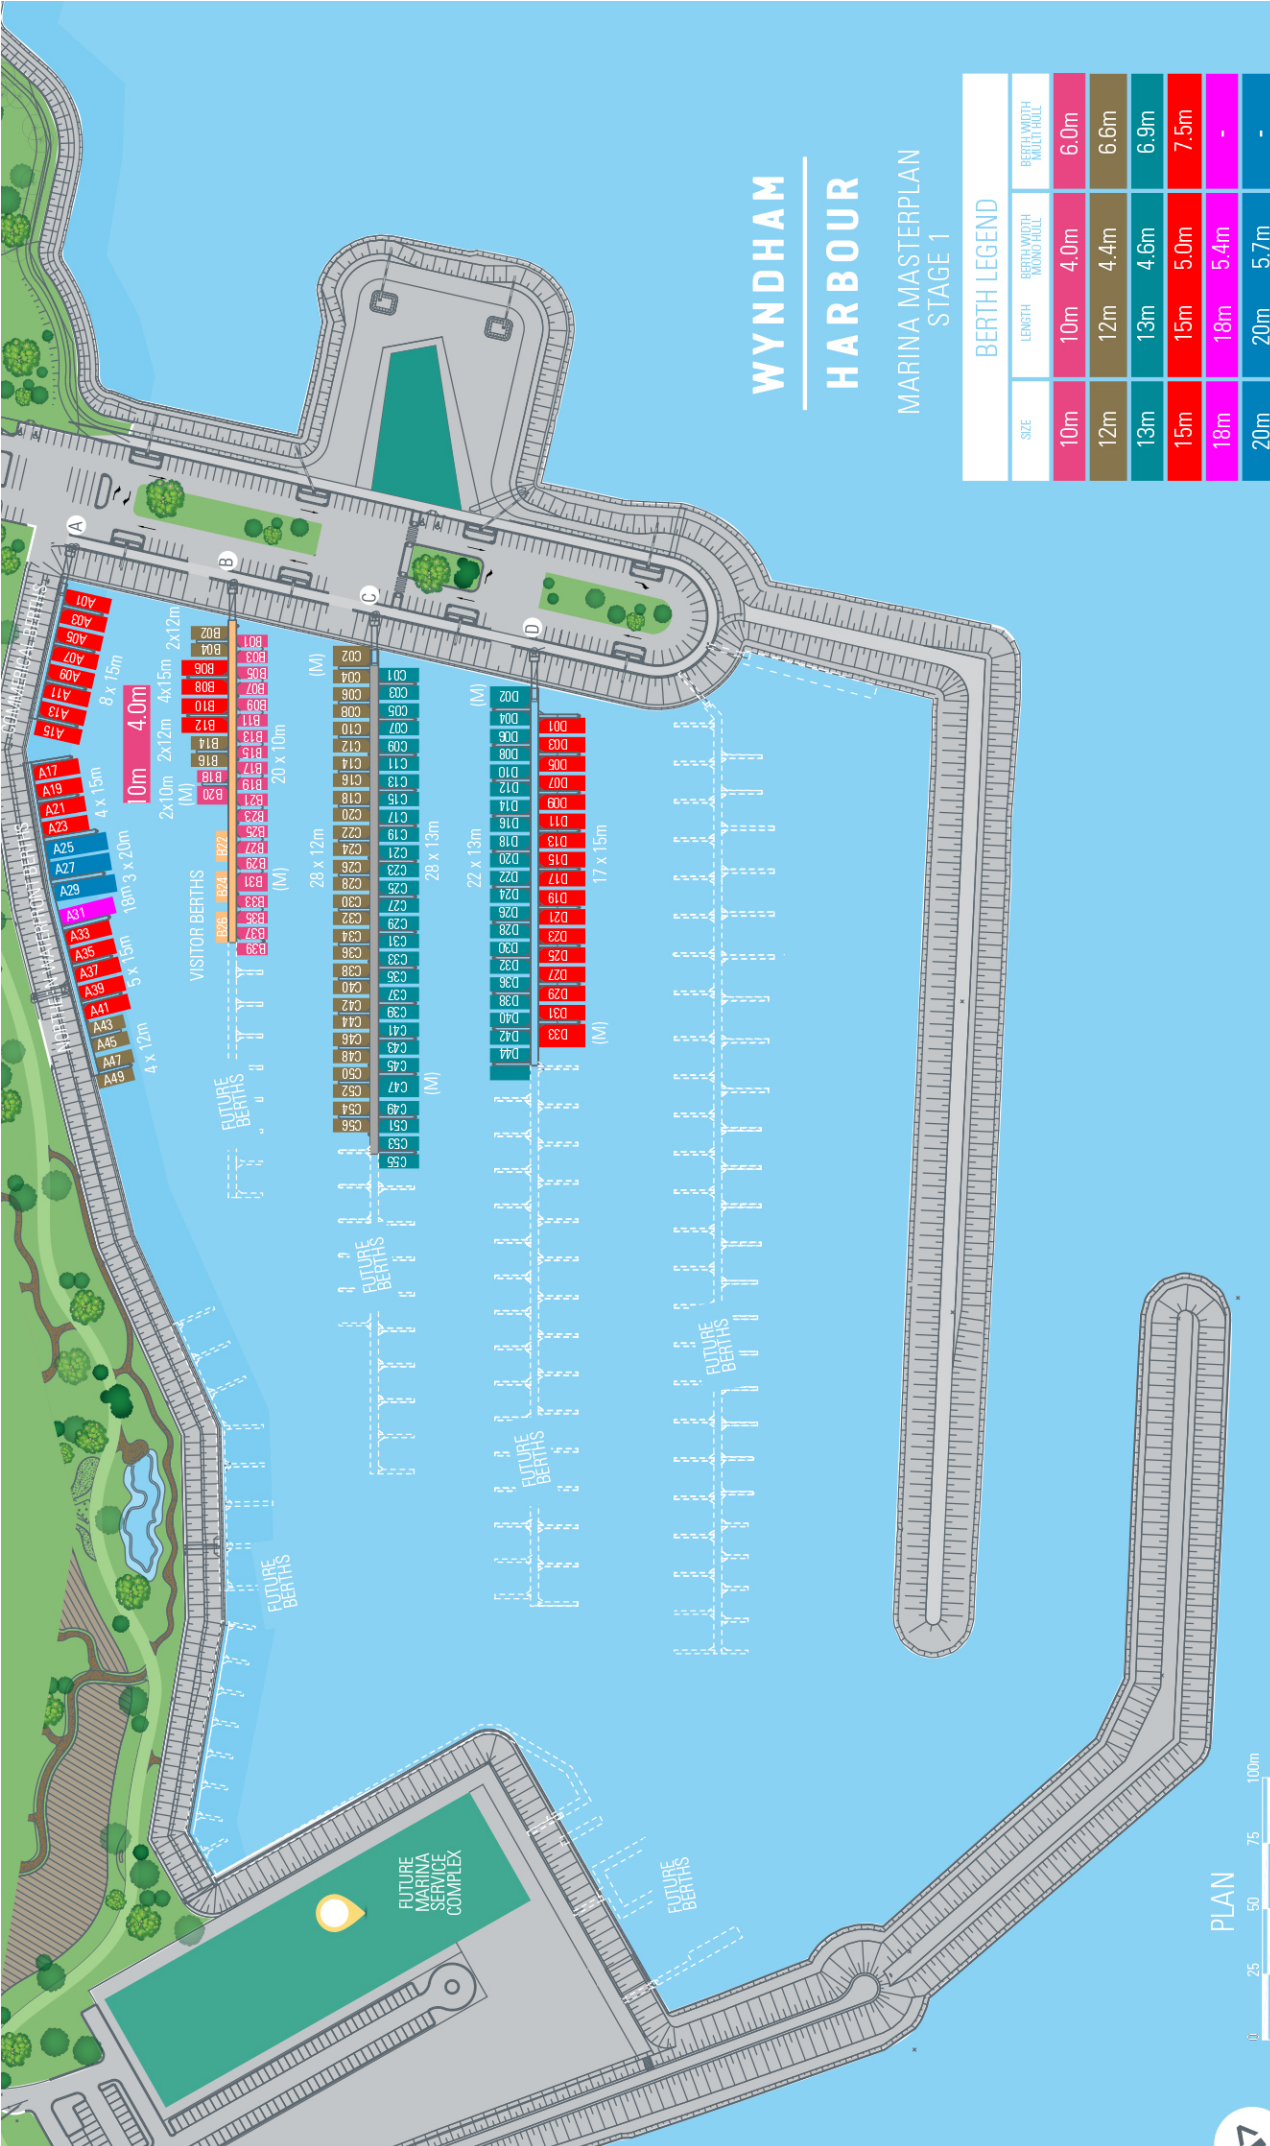 WYNDHAM
HARBOUR
MARINA MASTERPLAN
STAGE 1
BERTH LEGEND
SIZE LENGTH BERTH WIDTH MONO HULL BERTH WIDTH MULTI HULL
10m 10m 4.0m 6.0m
12m 12m 4.4m 6.6m
13m 13m 4.6m 6.9m
15m 15m 5.0m 7.5m
18m 18m 5.4m -
20m 20m 5.7m -
COMMERICAL BERTHS
A
A01
A03
A05
A07
A09
A11
A13
A15
8 x 15m
10m 4.0m
A17
A19
A21
A23
4 x 15m
A25
A27
A29
3 x 20m
A31
18m
A33
A35
A37
A39
A41
5 x 15m
A43
A45
A47
A49
4 x 12m
B
B02
B04
2x12m
B06
B08
B10
B12
4x15m
B14
B16
2x12m
B18
B20
2x10m
(M)
B22
B24
B26
VISITOR BERTHS
B01
B03
B05
B07
B09
B11
B13
B15
B17
B19
B21
B23
B25
B27
B29
B31
B33
B35
B37
B39
20 x 10m
(M)
FUTURE
BERTHS
C
(M)
C02
C04
C06
C08
C10
C12
C14
C16
C18
C20
C22
C24
C26
C28
C30
C32
C34
C36
C38
C40
C42
C44
C46
C48
C50
C52
C54
C56
28 x 12m
C01
C03
C05
C07
C09
C11
C13
C15
C17
C19
C21
C23
C25
C27
C29
C31
C33
C35
C37
C39
C41
C43
C45
C47
C49
C51
C53
C55
28 x 13m
(M)
FUTURE
BERTHS
D
(M)
D02
D04
D06
D08
D10
D12
D14
D16
D18
D20
D22
D24
D26
D28
D30
D32
D36
D38
D40
D42
D44
22 x 13m
D01
D03
D05
D07
D09
D11
D13
D15
D17
D19
D21
D23
D25
D27
D29
D31
D33
17 x 15m
(M)
FUTURE
BERTHS
FUTURE
BERTHS
FUTURE
BERTHS
FUTURE
MARINA
SERVICE
COMPLEX
FUTURE
BERTHS
PLAN
0 25 50 75 100m